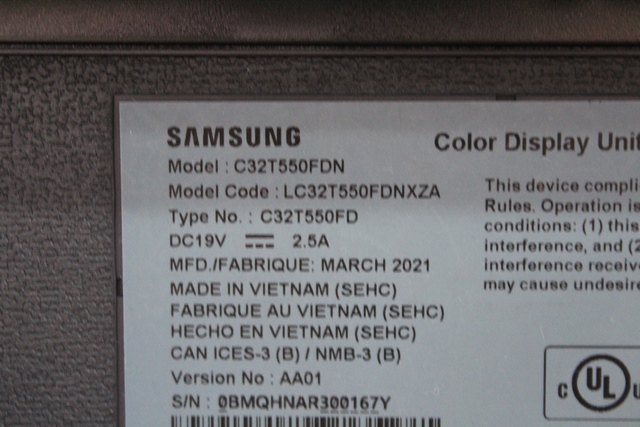 SAMSUNG
Model : C32T550FDN
Model Code : LC32T550FDNXZA
Type No. : C32T550FD
DC19V 2.5A
MFD./FABRIQUE: MARCH 2021
MADE IN VIETNAM (SEHC)
FABRIQUE AU VIETNAM (SEHC)
HECHO EN VIETNAM (SEHC)
CAN ICES-3 (B) / NMB-3 (B)
Version No : AA01
S/N : 0BMQHNAR300167Y
Color Display Unit
This device compli
Rules. Operation is
conditions: (1) this
interference, and (2
interference receive
may cause undesire
c UL u